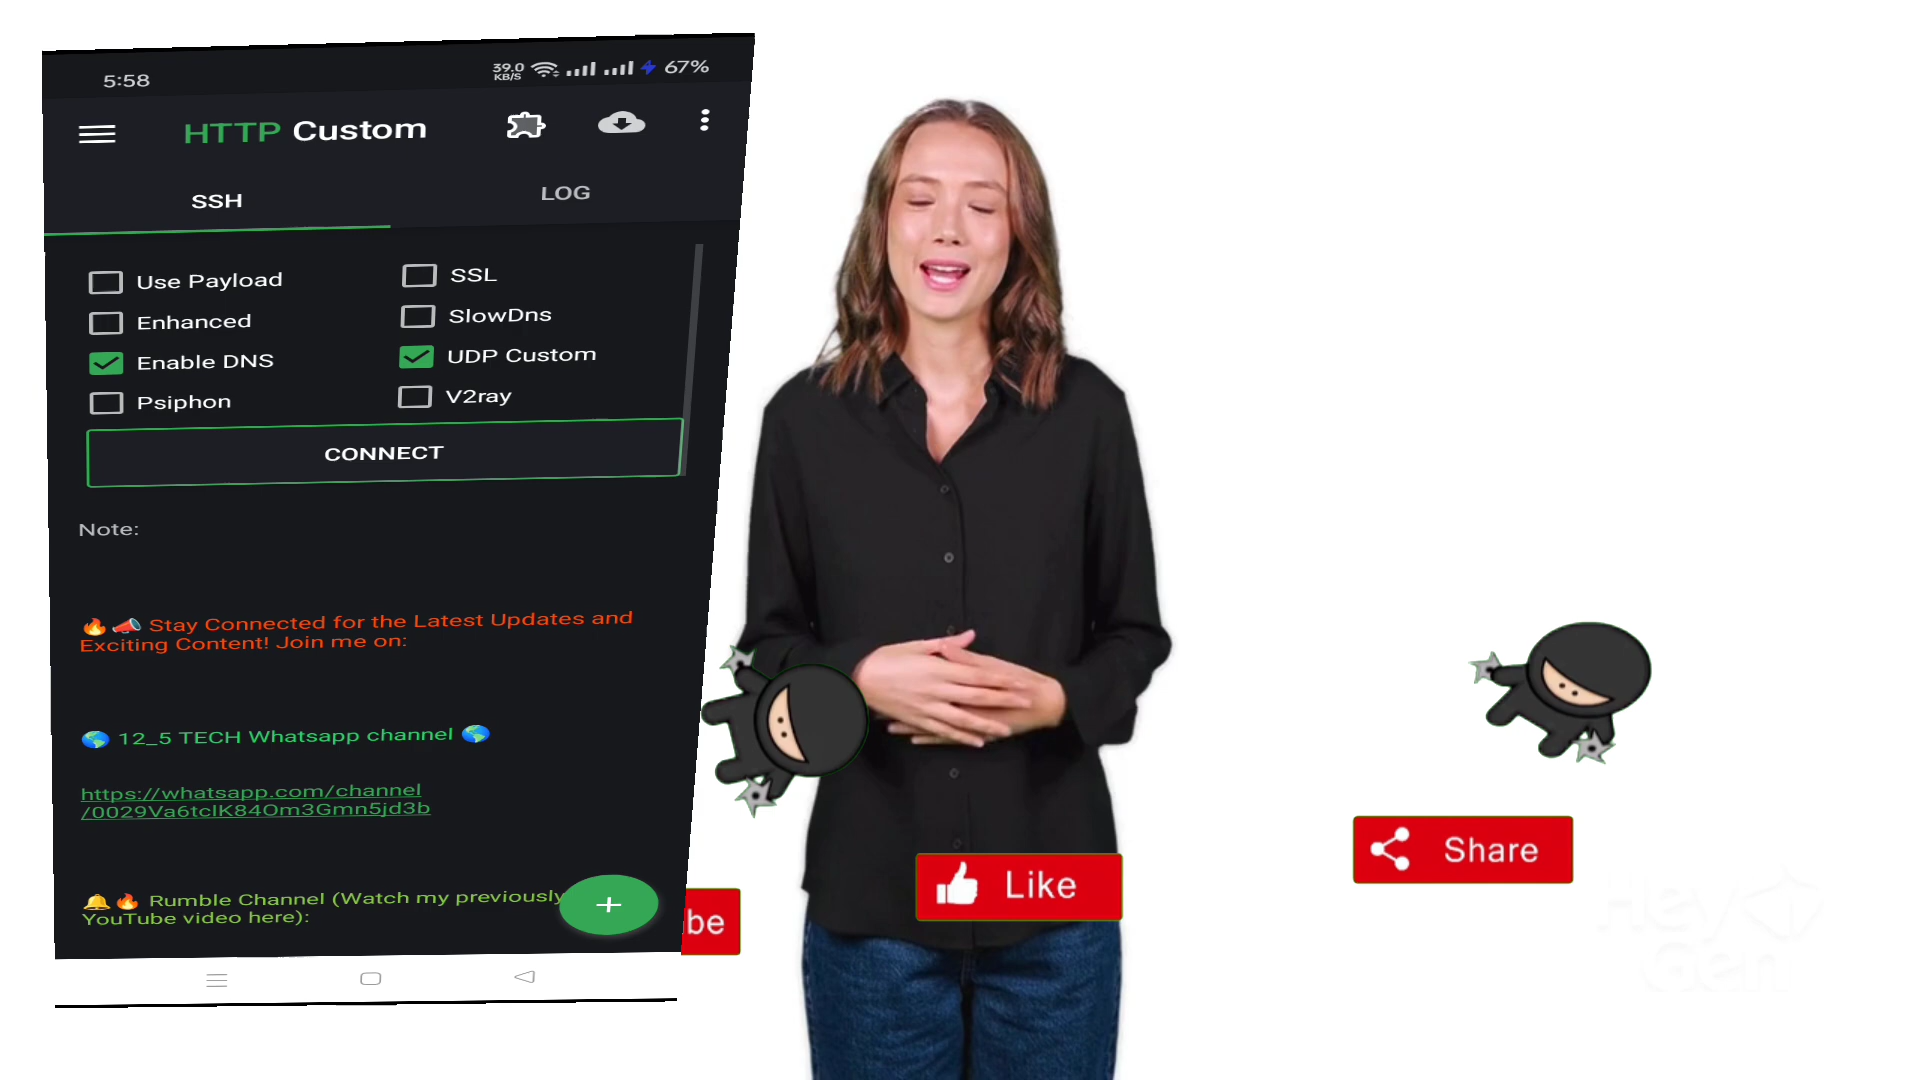 5:58
39.0
KB/S
67%
HTTP Custom
SSH
LOG
Use Payload
SSL
Enhanced
SlowDns
Enable DNS
UDP Custom
Psiphon
V2ray
CONNECT
Note:
🔥📣 Stay Connected for the Latest Updates and
Exciting Content! Join me on:
🌎 12_5 TECH Whatsapp channel 🌎
https://whatsapp.com/channel
/0029Va6tclK84Om3Gmn5jd3b
🔔🔥 Rumble Channel (Watch my previously
YouTube video here):
+
be
Like
Share
Hey
Gen